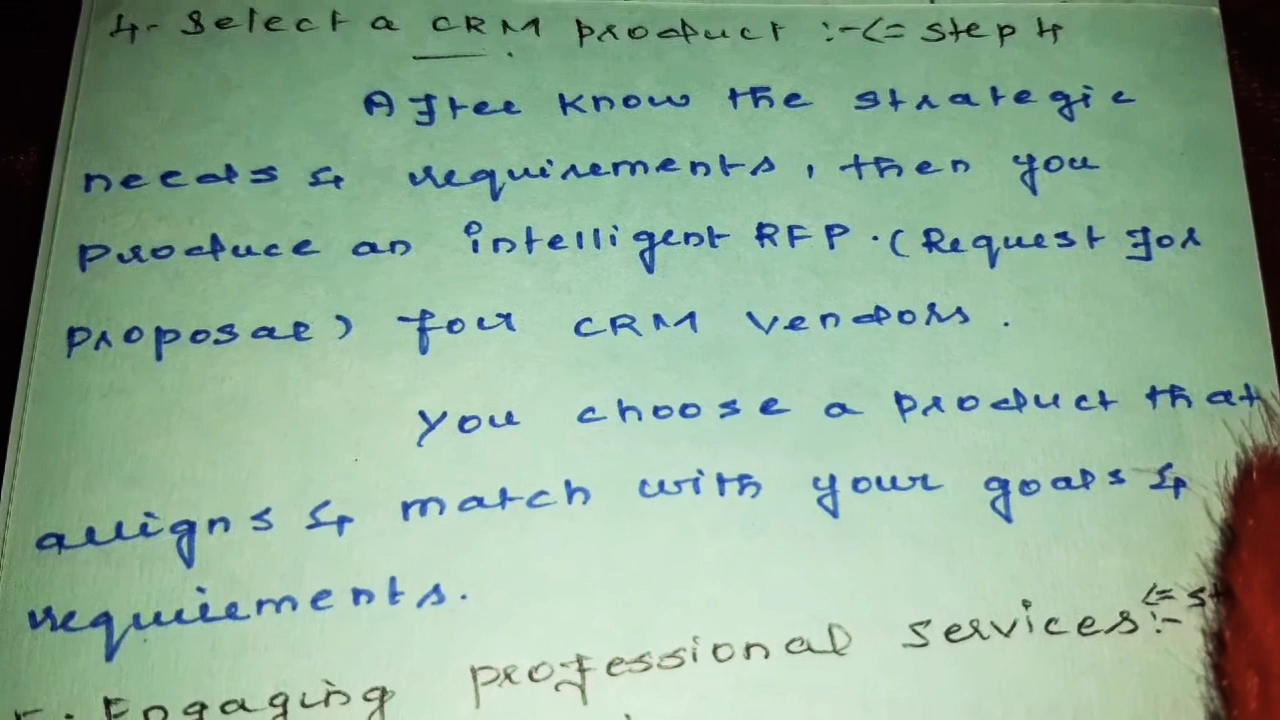 4. Select a CRM product :- <= step 4
After know the strategic
needs & requirements, then you
produce an intelligent RFP. (Request for
proposal) for CRM vendors.
You choose a product that
alligns & match with your goals &
requirements.
5. Engaging professional services :- <=